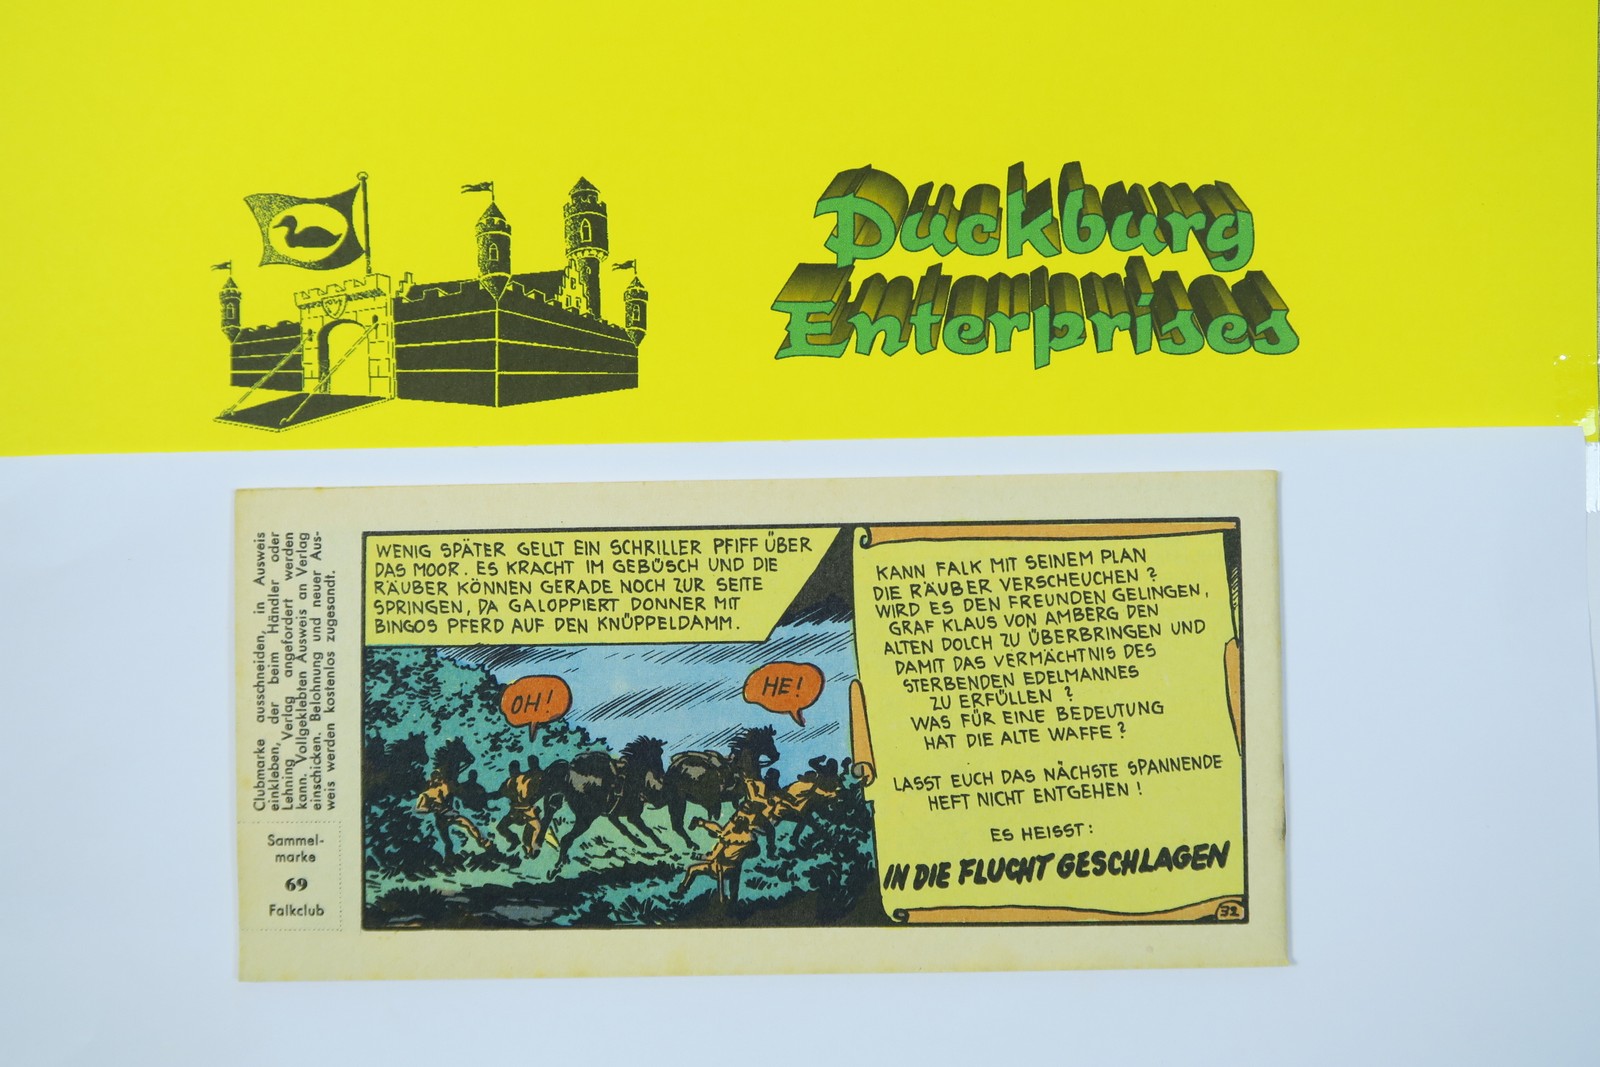 Duckburg
Enterprises
Clubmarke ausschneiden, in Ausweis
einkleben, der beim Händler oder
Lehning Verlag angefordert werden
kann. Vollgeklebten Ausweis an Verlag
einschicken. Belohnung und neuer Aus-
weis werden kostenlos zugesandt.
Sammel-
marke
69
Falkclub
WENIG SPÄTER GELLT EIN SCHRILLER PFIFF ÜBER
DAS MOOR. ES KRACHT IM GEBÜSCH UND DIE
RÄUBER KÖNNEN GERADE NOCH ZUR SEITE
SPRINGEN, DA GALOPPIERT DONNER MIT
BINGOS PFERD AUF DEN KNÜPPELDAMM.
OH!
HE!
KANN FALK MIT SEINEM PLAN
DIE RÄUBER VERSCHEUCHEN?
WIRD ES DEN FREUNDEN GELINGEN,
GRAF KLAUS VON AMBERG DEN
ALTEN DOLCH ZU ÜBERBRINGEN UND
DAMIT DAS VERMÄCHTNIS DES
STERBENDEN EDELMANNES
ZU ERFÜLLEN?
WAS FÜR EINE BEDEUTUNG
HAT DIE ALTE WAFFE?
LASST EUCH DAS NÄCHSTE SPANNENDE
HEFT NICHT ENTGEHEN!
ES HEISST:
IN DIE FLUCHT GESCHLAGEN
32